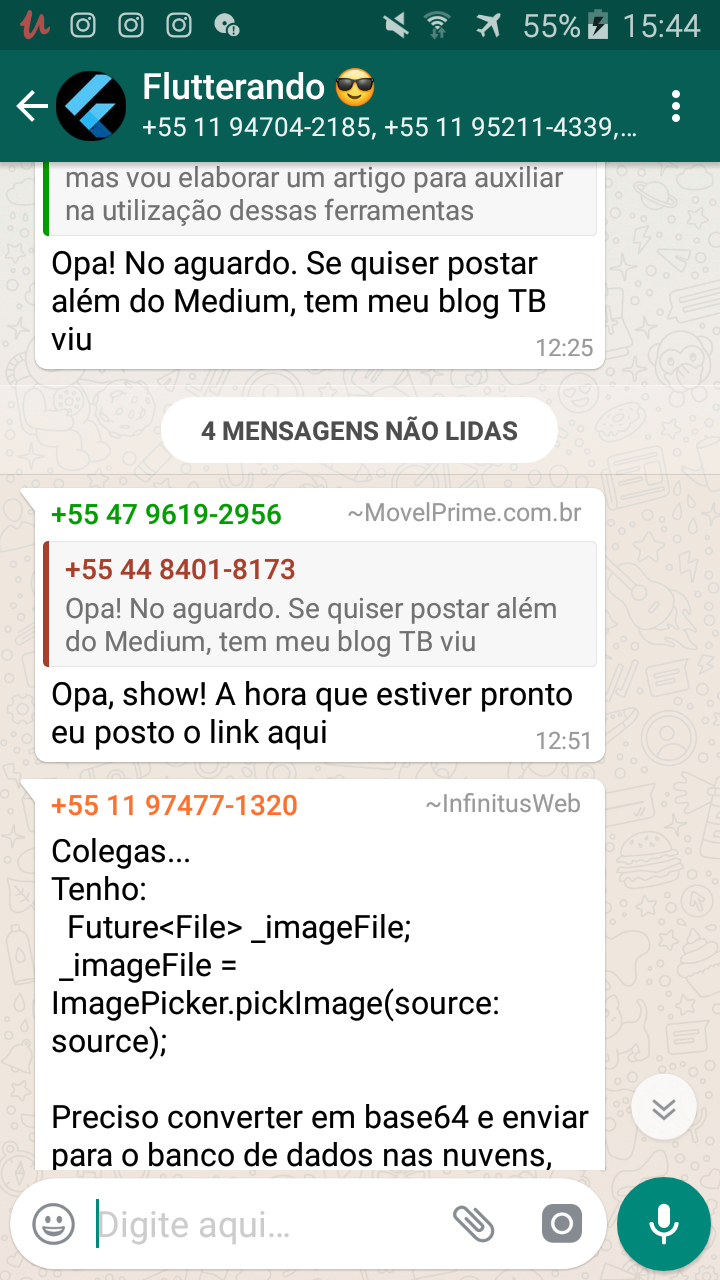 55% 15:44
Flutterando 😎
+55 11 94704-2185, +55 11 95211-4339,...
mas vou elaborar um artigo para auxiliar
na utilização dessas ferramentas
Opa! No aguardo. Se quiser postar
além do Medium, tem meu blog TB
viu
12:25
4 MENSAGENS NÃO LIDAS
+55 47 9619-2956 ~MovelPrime.com.br
+55 44 8401-8173
Opa! No aguardo. Se quiser postar além
do Medium, tem meu blog TB viu
Opa, show! A hora que estiver pronto
eu posto o link aqui
12:51
+55 11 97477-1320 ~InfinitusWeb
Colegas...
Tenho:
Future<File> _imageFile;
_imageFile =
ImagePicker.pickImage(source:
source);
Preciso converter em base64 e enviar
para o banco de dados nas nuvens,
Digite aqui...